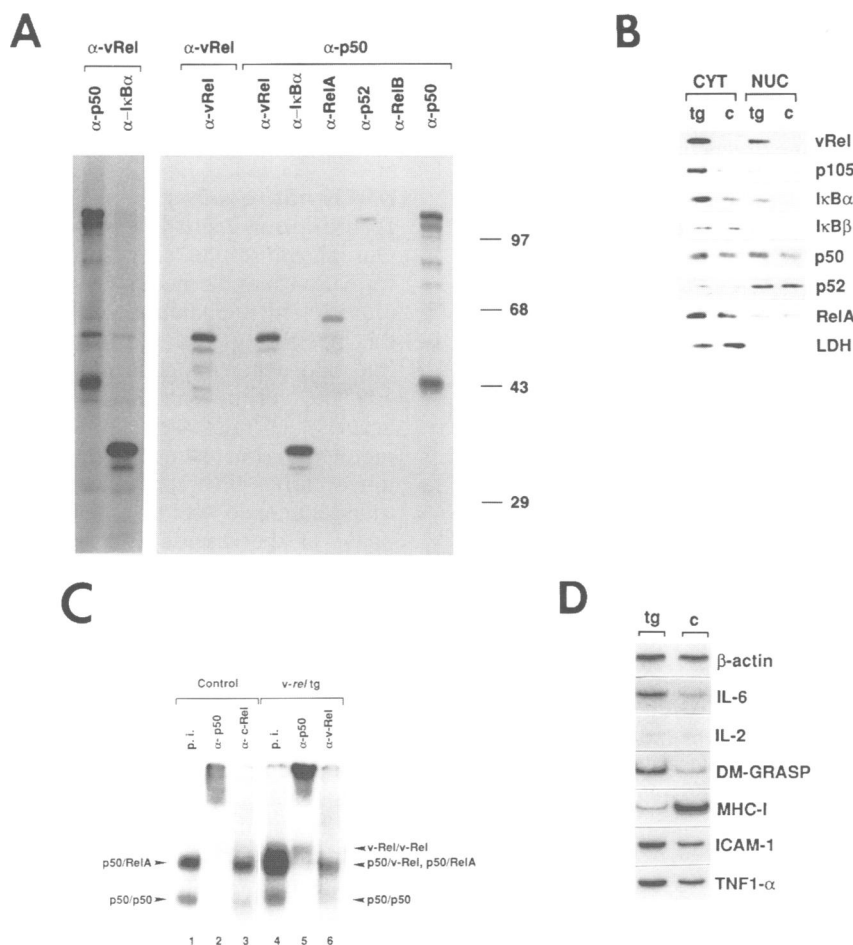 A
α-vRel
α-vRel
α-p50
α-p50
α-IκBα
α-vRel
α-vRel
α-IκBα
α-RelA
α-p52
α-RelB
α-p50
97
68
43
29
B
CYT NUC
tg c tg c
vRel
p105
IκBα
IκBβ
p50
p52
RelA
LDH
C
Control v-rel tg
p. i.
α- p50
α- c-Rel
p. i.
α-p50
α-v-Rel
v-Rel/v-Rel
p50/RelA
p50/v-Rel, p50/RelA
p50/p50
p50/p50
1 2 3 4 5 6
D
tg c
β-actin
IL-6
IL-2
DM-GRASP
MHC-I
ICAM-1
TNF1-α